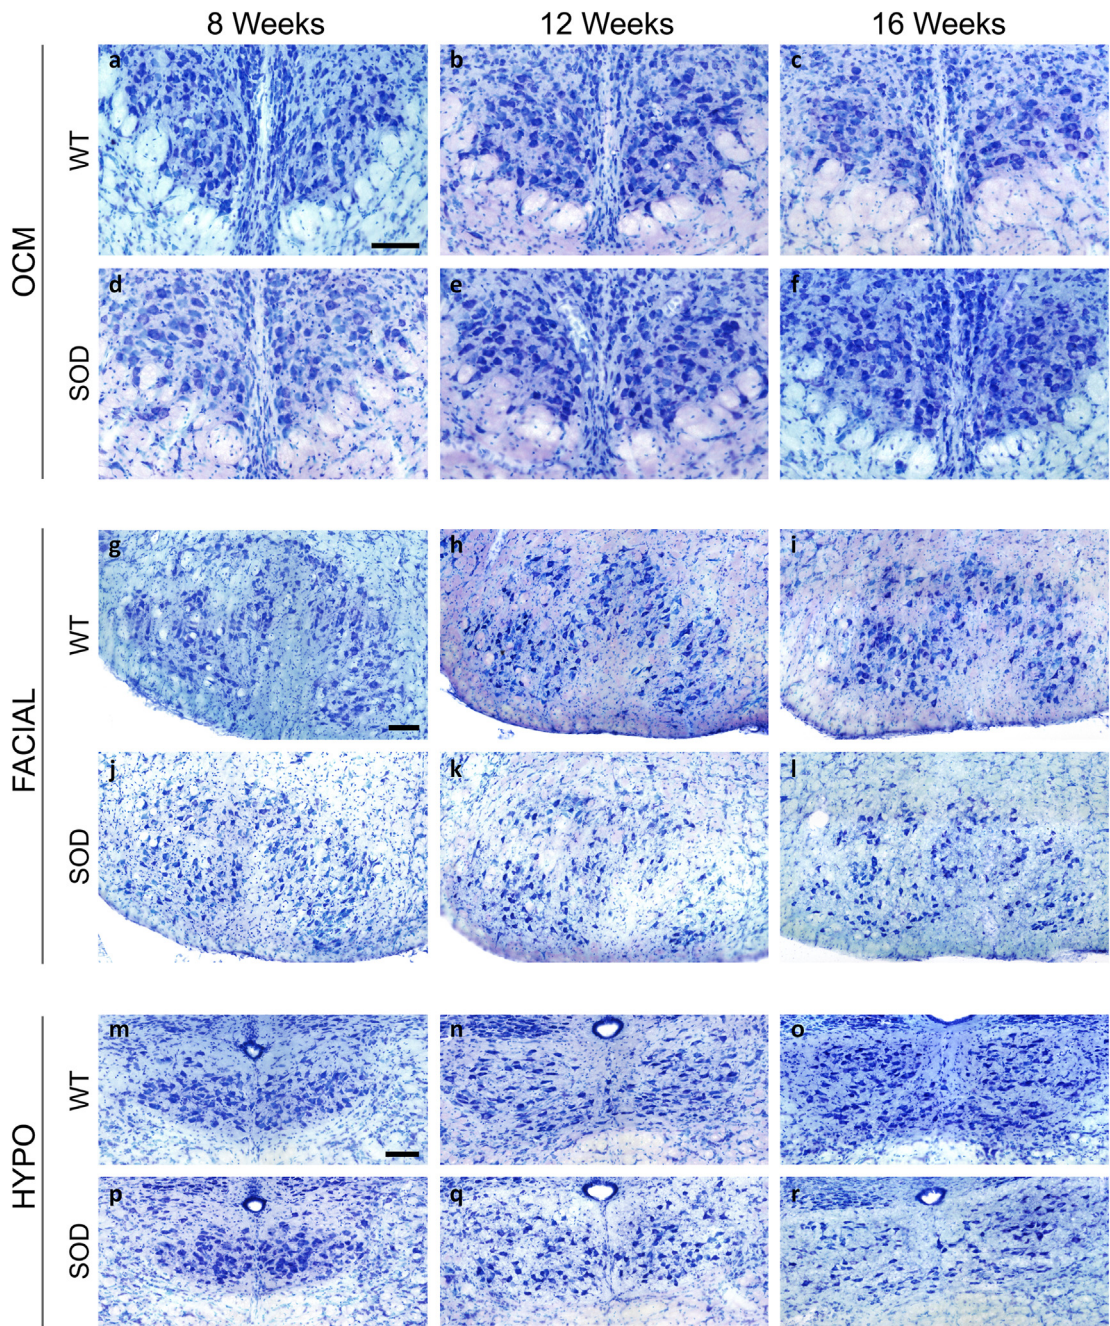 8 Weeks 12 Weeks 16 Weeks
OCM
WT
a b c
SOD
d e f
FACIAL
WT
g h i
SOD
j k l
HYPO
WT
m n o
SOD
p q r